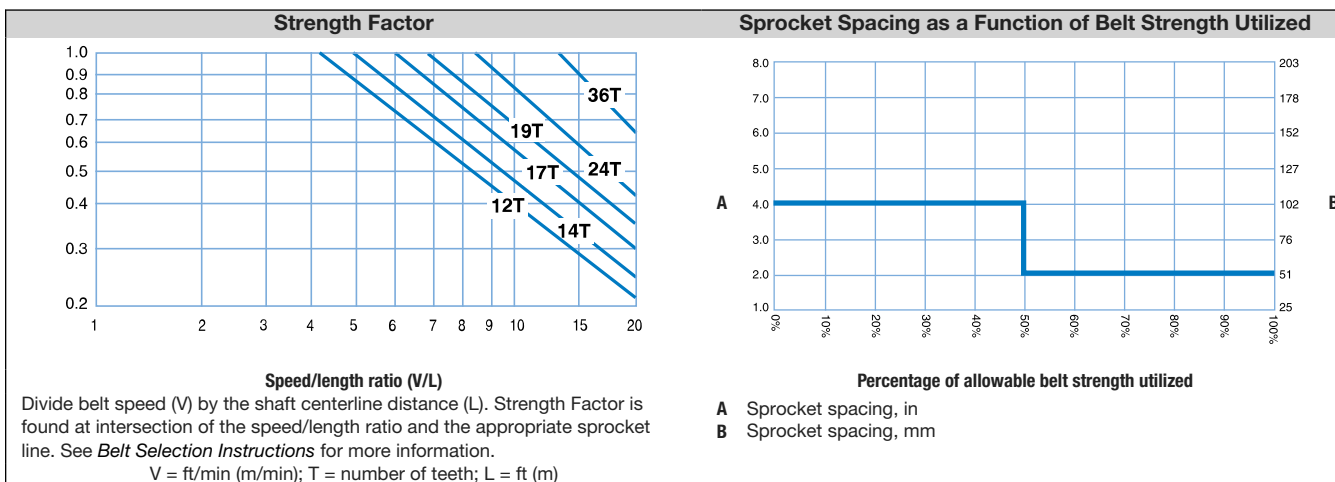 Strength Factor
1.0
0.9
0.8
0.7
0.6
0.5
0.4
0.3
0.2
36T
19T
24T
17T
12T
14T
1 2 3 4 5 6 7 8 9 10 15 20
Speed/length ratio (V/L)
Divide belt speed (V) by the shaft centerline distance (L). Strength Factor is
found at intersection of the speed/length ratio and the appropriate sprocket
line. See Belt Selection Instructions for more information.
V = ft/min (m/min); T = number of teeth; L = ft (m)
Sprocket Spacing as a Function of Belt Strength Utilized
8.0 203
7.0 178
6.0 152
5.0 127
A 4.0 102 B
3.0 76
2.0 51
1.0 25
0% 10% 20% 30% 40% 50% 60% 70% 80% 90% 100%
Percentage of allowable belt strength utilized
A Sprocket spacing, in
B Sprocket spacing, mm